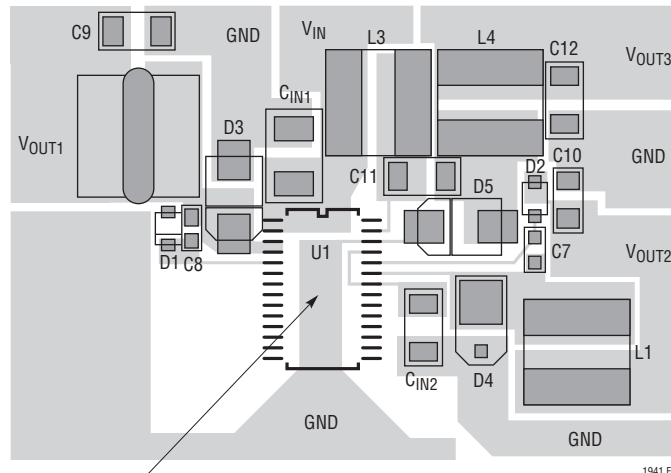 C9
GND
VIN
L3
L4
C12
VOUT3
CIN1
VOUT1
D3
GND
C11
D2
C10
D5
D1
C8
U1
C7
VOUT2
CIN2
D4
L1
GND
GND